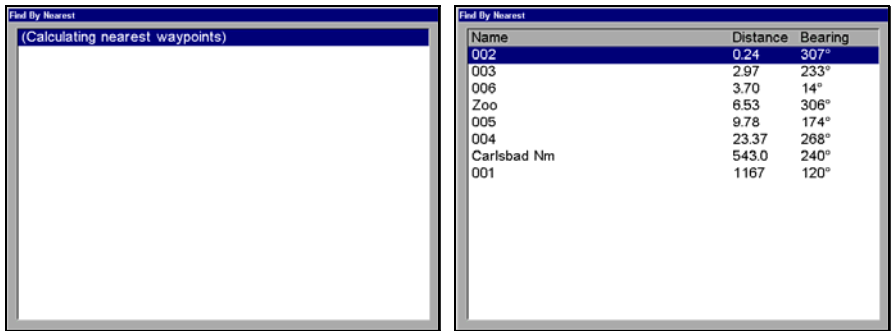 Find By Nearest
(Calculating nearest waypoints)
Find By Nearest
Name Distance Bearing
002 0.24 307°
003 2.97 233°
006 3.70 14°
Zoo 6.53 306°
005 9.78 174°
004 23.37 268°
Carlsbad Nm 543.0 240°
001 1167 120°